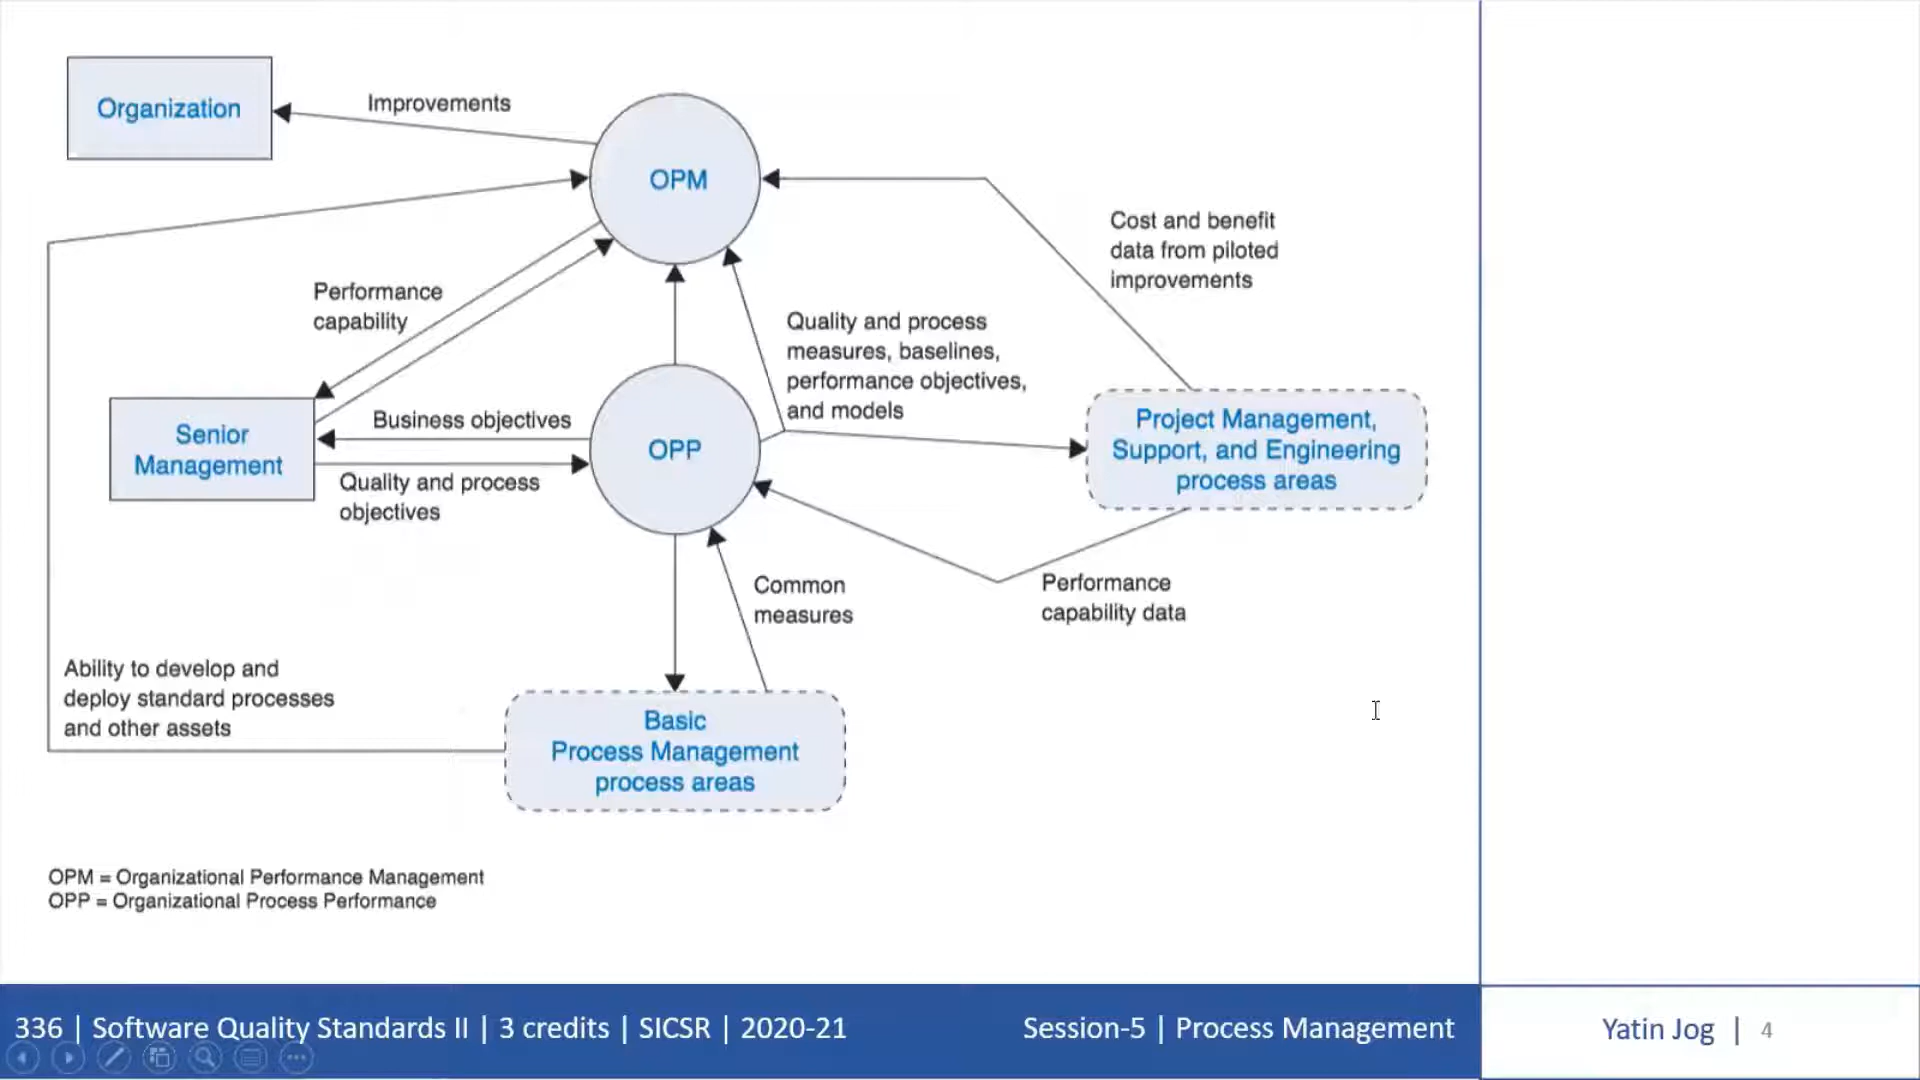 Organization
Improvements
OPM
Cost and benefit
data from piloted
improvements
Performance
capability
Quality and process
measures, baselines,
performance objectives,
and models
Senior
Management
Business objectives
Quality and process
objectives
OPP
Project Management,
Support, and Engineering
process areas
Common
measures
Performance
capability data
Ability to develop and
deploy standard processes
and other assets
Basic
Process Management
process areas
OPM = Organizational Performance Management
OPP = Organizational Process Performance
336 | Software Quality Standards II | 3 credits | SICSR | 2020-21
Session-5 | Process Management
Yatin Jog | 4